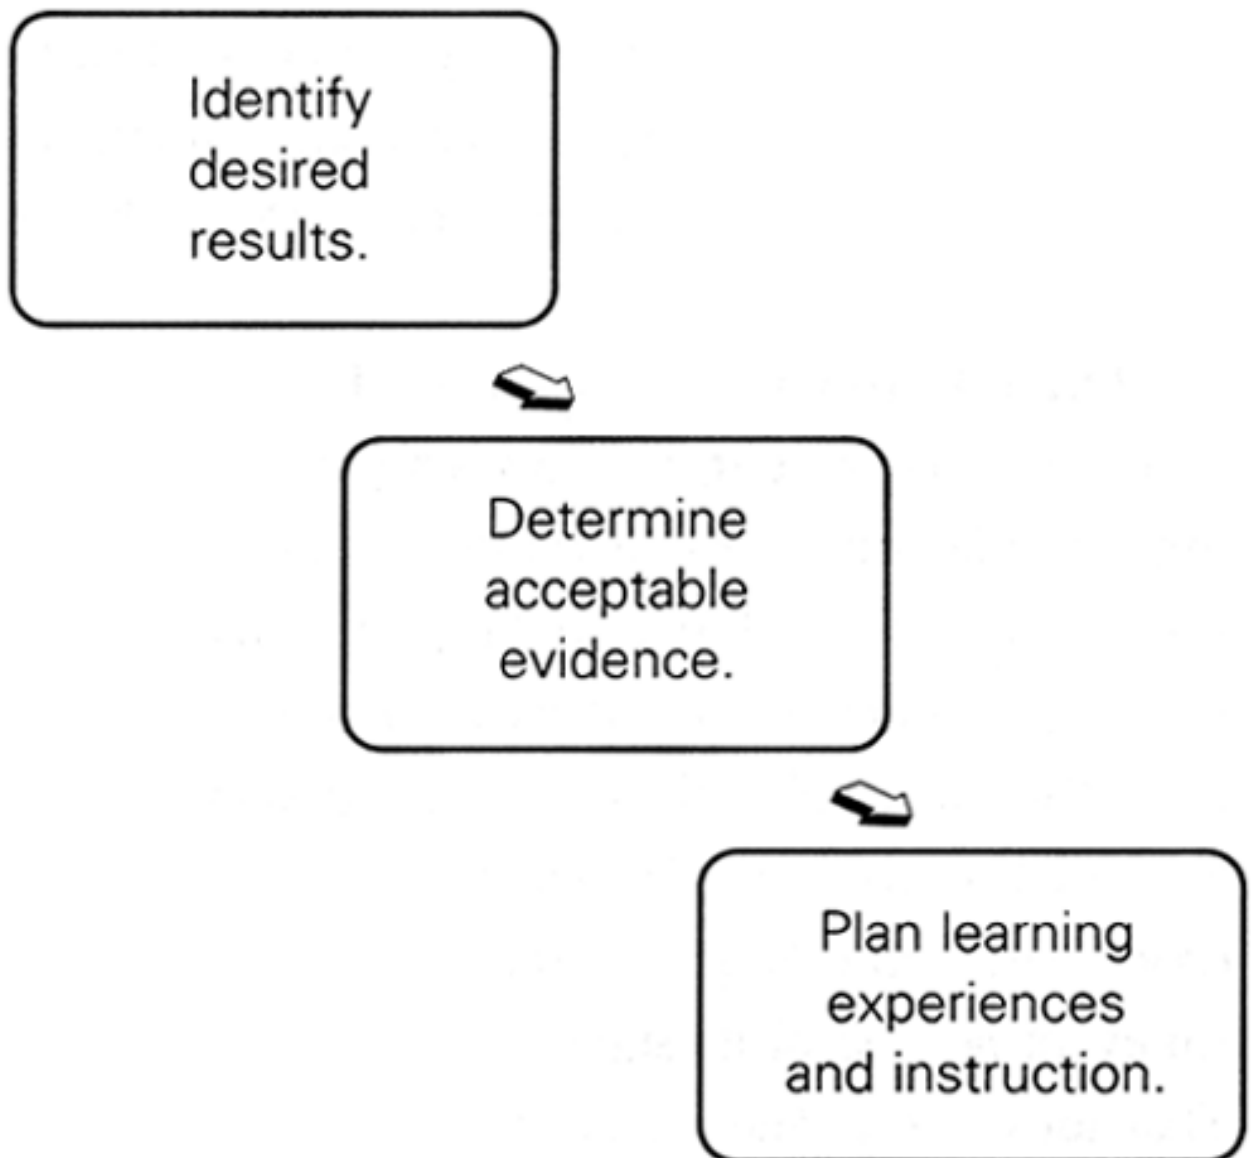 Identify
desired
results.
Determine
acceptable
evidence.
Plan learning
experiences
and instruction.